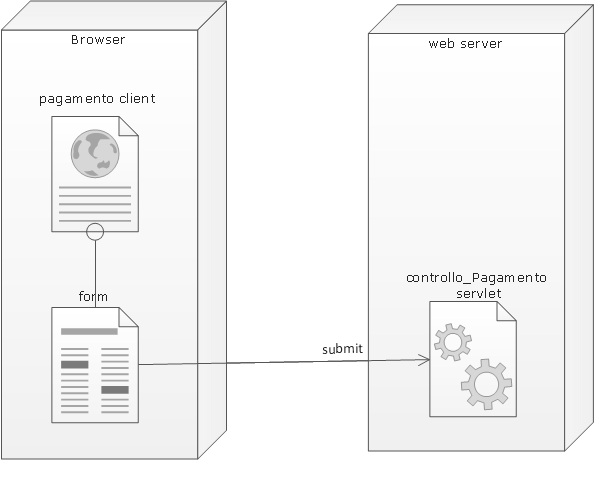 Browser
web server
pagamento client
controllo_Pagamento
servlet
form
submit